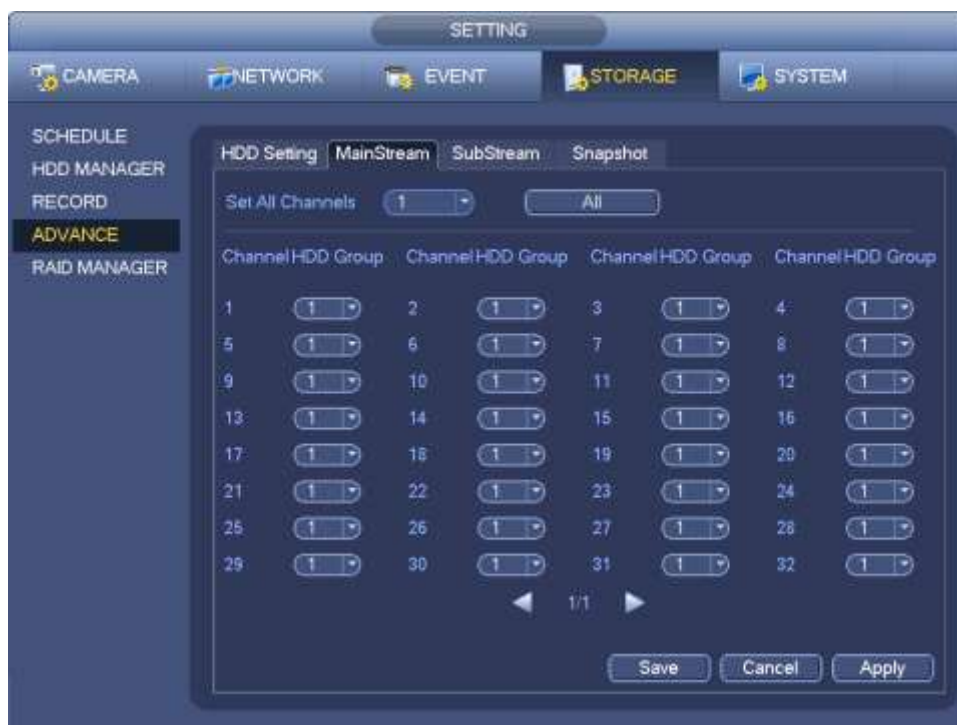 SETTING
CAMERA NETWORK EVENT STORAGE SYSTEM
SCHEDULE
HDD MANAGER
RECORD
ADVANCE
RAID MANAGER
HDD Setting MainStream SubStream Snapshot
Set All Channels 1 All
Channel HDD Group Channel HDD Group Channel HDD Group Channel HDD Group
1 1 2 1 3 1 4 1
5 1 6 1 7 1 8 1
9 1 10 1 11 1 12 1
13 1 14 1 15 1 16 1
17 1 18 1 19 1 20 1
21 1 22 1 23 1 24 1
25 1 26 1 27 1 28 1
29 1 30 1 31 1 32 1
1/1
Save Cancel Apply